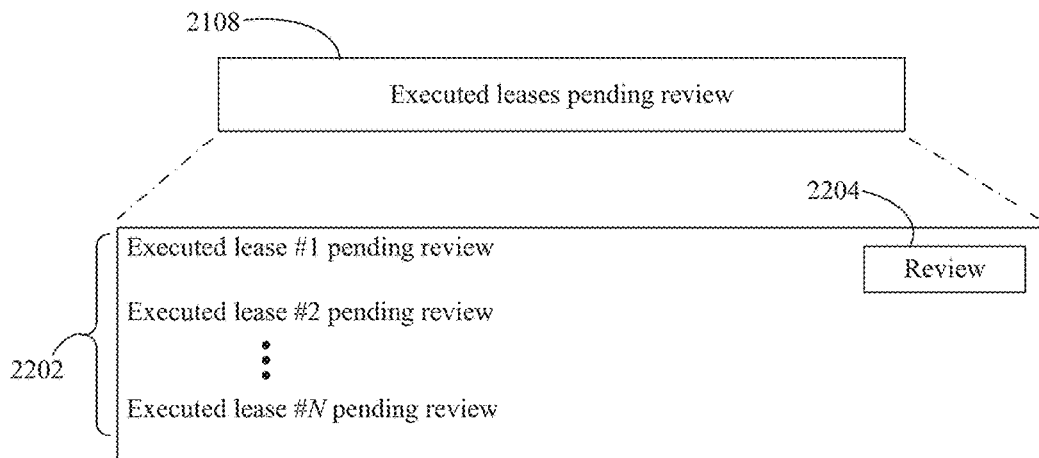 2108
Executed leases pending review
2204
Executed lease #1 pending review
Review
Executed lease #2 pending review
2202
Executed lease #N pending review